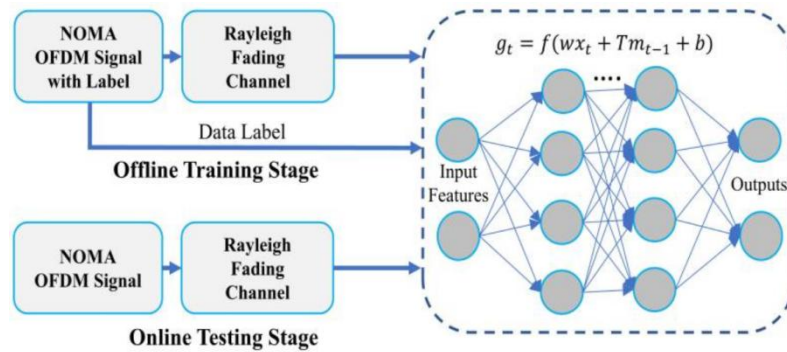 NOMA
OFDM Signal
with Label
Rayleigh
Fading
Channel
Data Label
Offline Training Stage
NOMA
OFDM Signal
Rayleigh
Fading
Channel
Online Testing Stage
g_t = f(wx_t + Tm_{t-1} + b)
....
Input
Features
Outputs